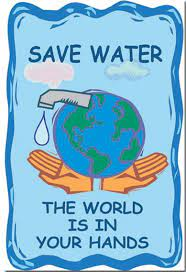 SAVE WATER
THE WORLD
IS IN
YOUR HANDS